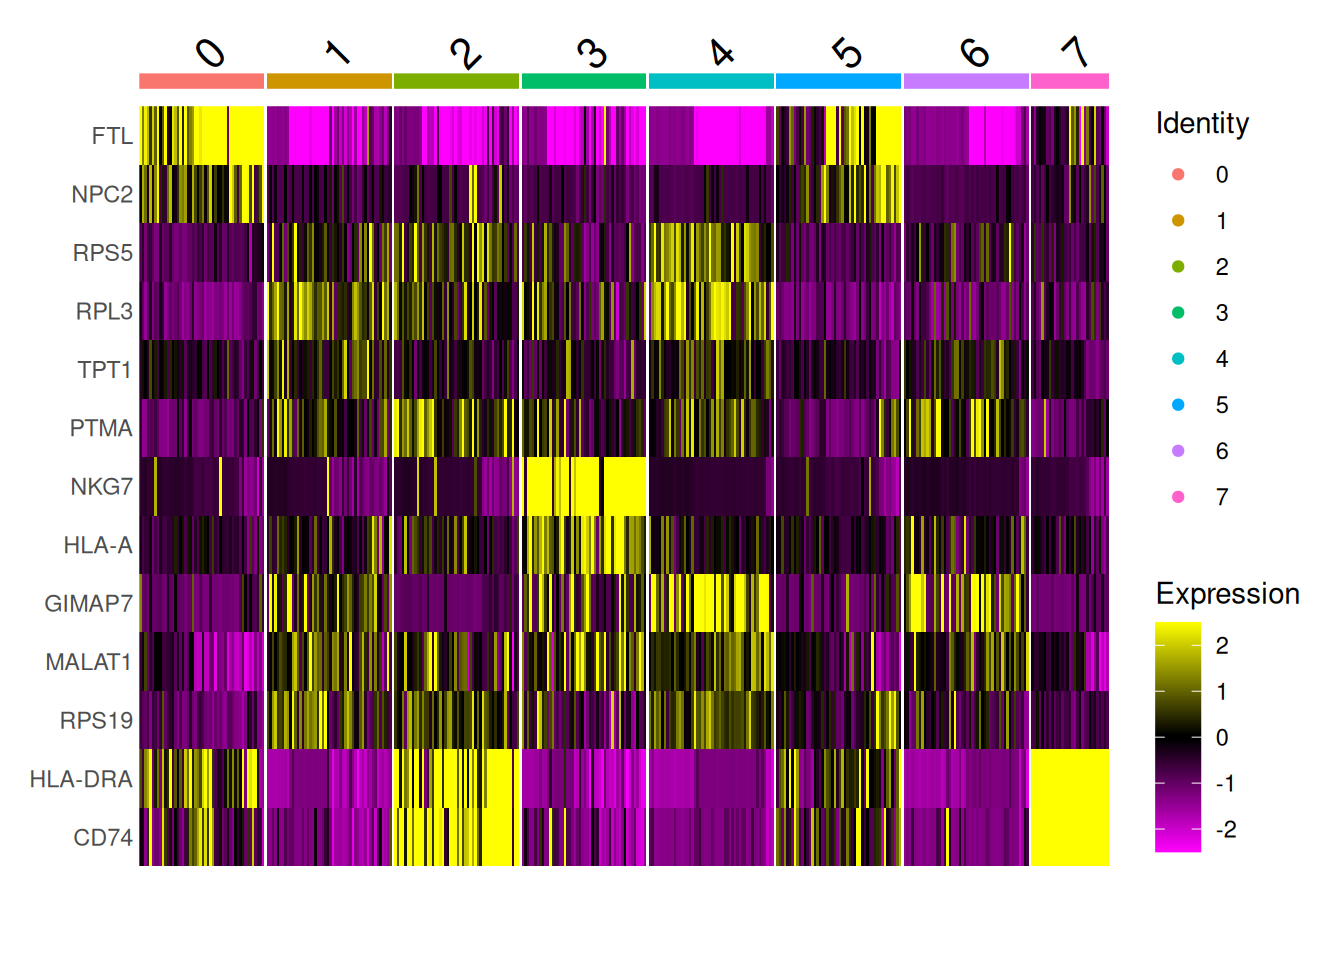 0 1 2 3 4 5 6 7
FTL
NPC2
RPS5
RPL3
TPT1
PTMA
NKG7
HLA-A
GIMAP7
MALAT1
RPS19
HLA-DRA
CD74
Identity
0
1
2
3
4
5
6
7
Expression
2
1
0
-1
-2